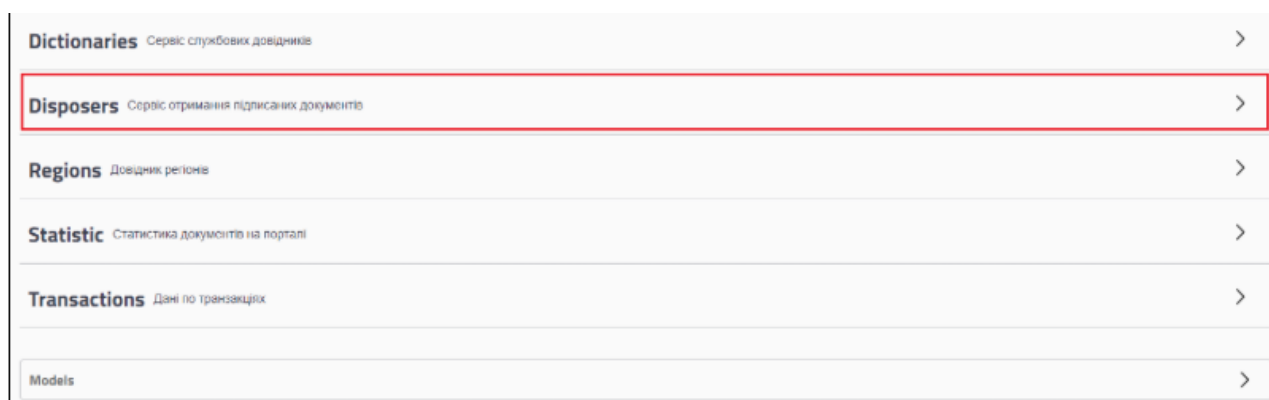 Dictionaries Сервіс службових довідників
Disposers Сервіс отримання підписаних документів
Regions Довідник регіонів
Statistic Статистика документів на порталі
Transactions Дані по транзакціях
Models